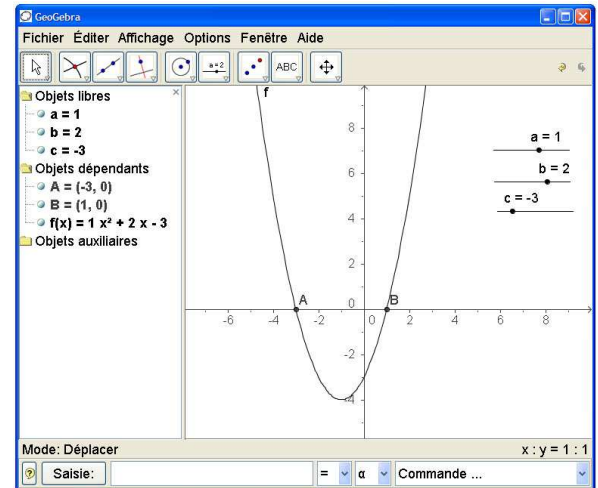 GeoGebra
Fichier Éditer Affichage Options Fenêtre Aide
a=2
ABC
Objets libres
a = 1
b = 2
c = -3
Objets dépendants
A = (-3, 0)
B = (1, 0)
f(x) = 1 x² + 2 x - 3
Objets auxiliaires
f
8
6
4
2
0
-2
-4
-6 -4 -2 0 2 4 6 8
A
B
a = 1
b = 2
c = -3
Mode: Déplacer
x : y = 1 : 1
? Saisie: = α Commande ...